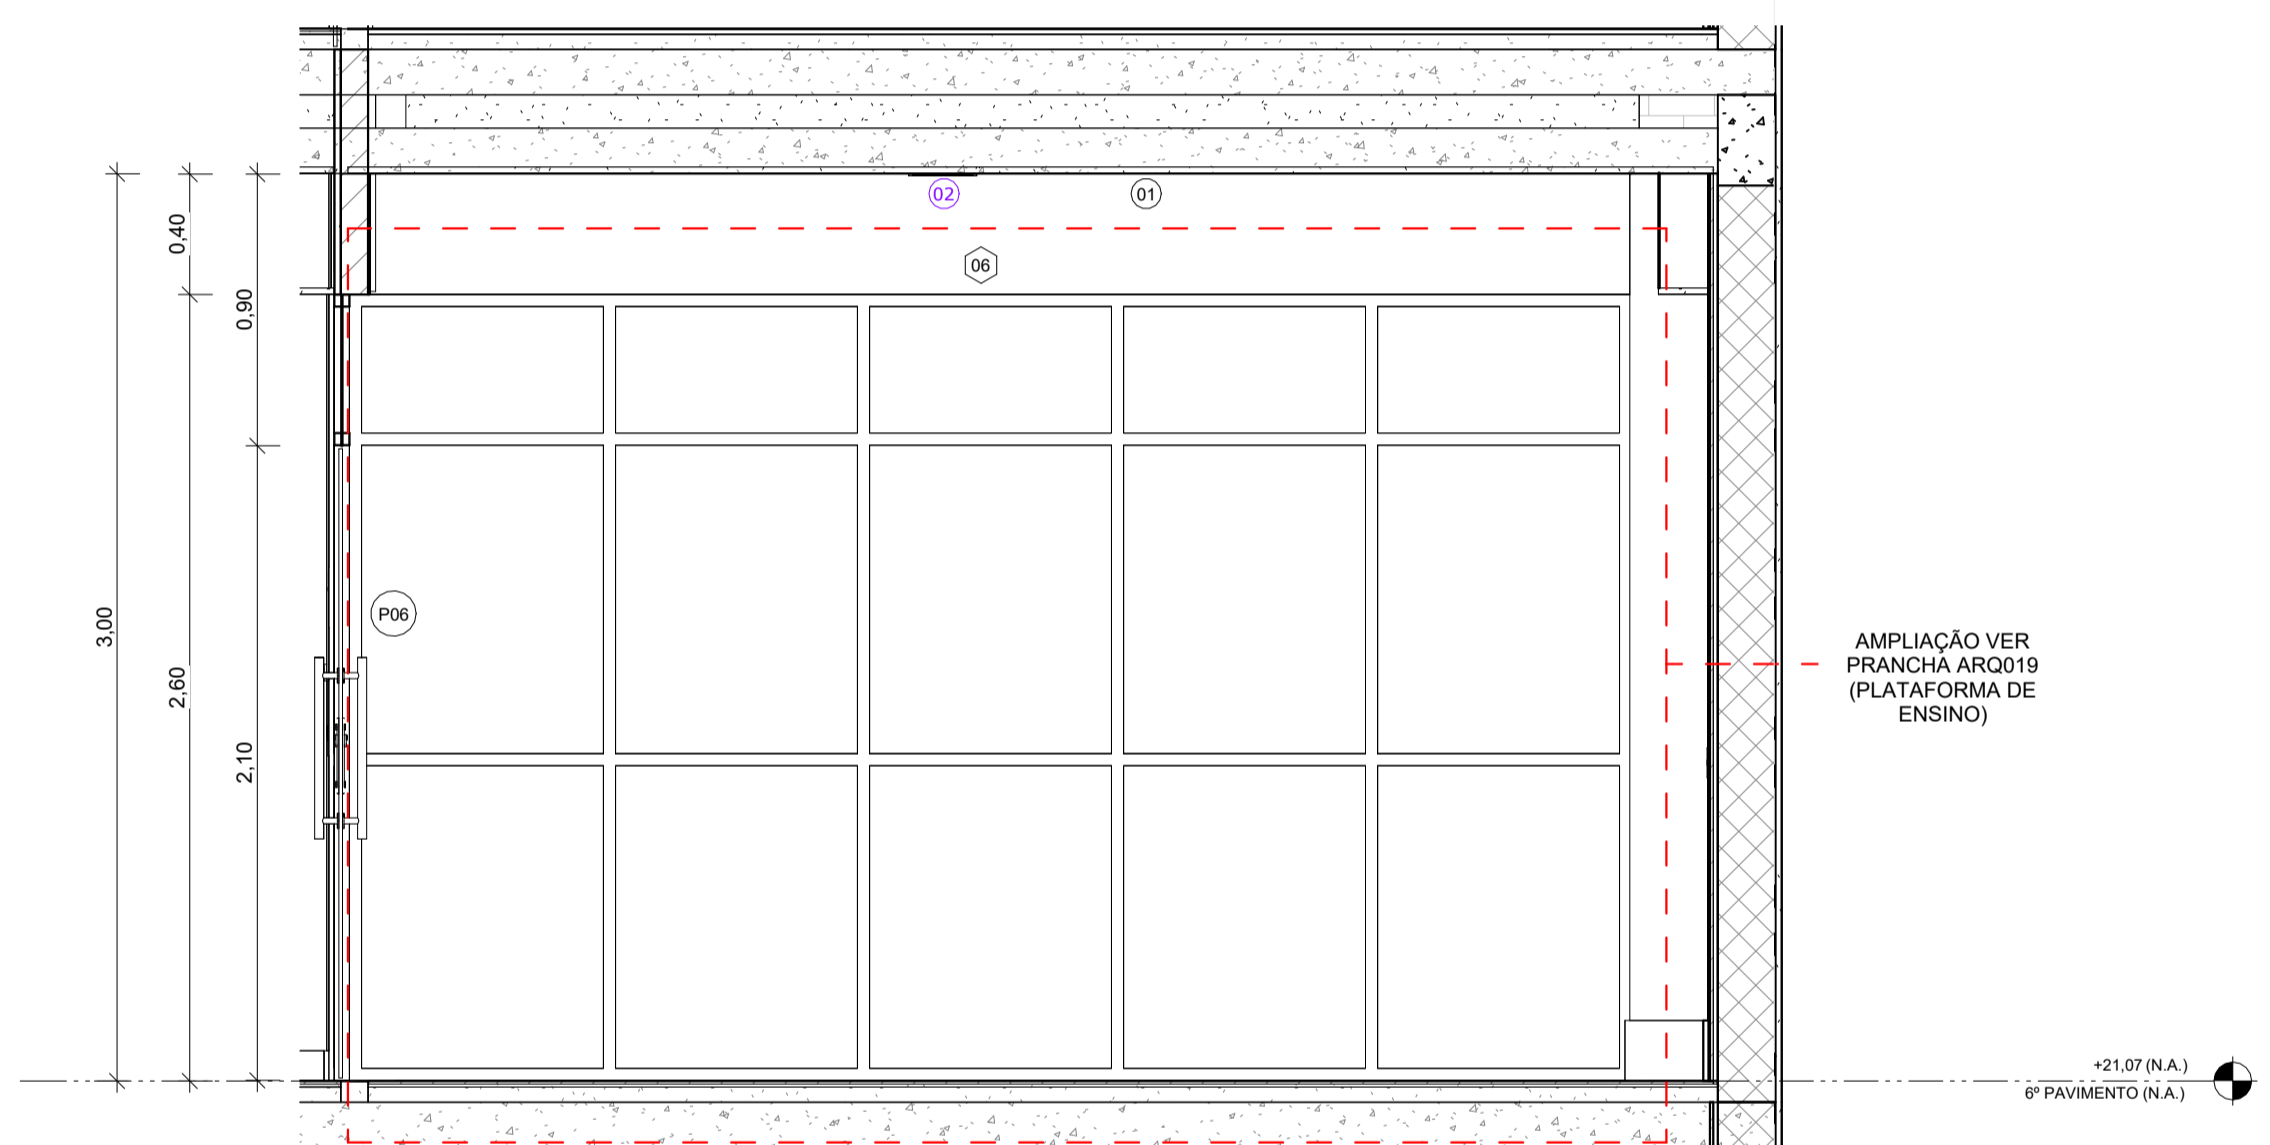 02
01
0,40
06
0,90
P06
3,00
2,60
2,10
AMPLIAÇÃO VER
PRANCHA ARQ019
(PLATAFORMA DE
ENSINO)
+21,07 (N.A.)
6º PAVIMENTO (N.A.)